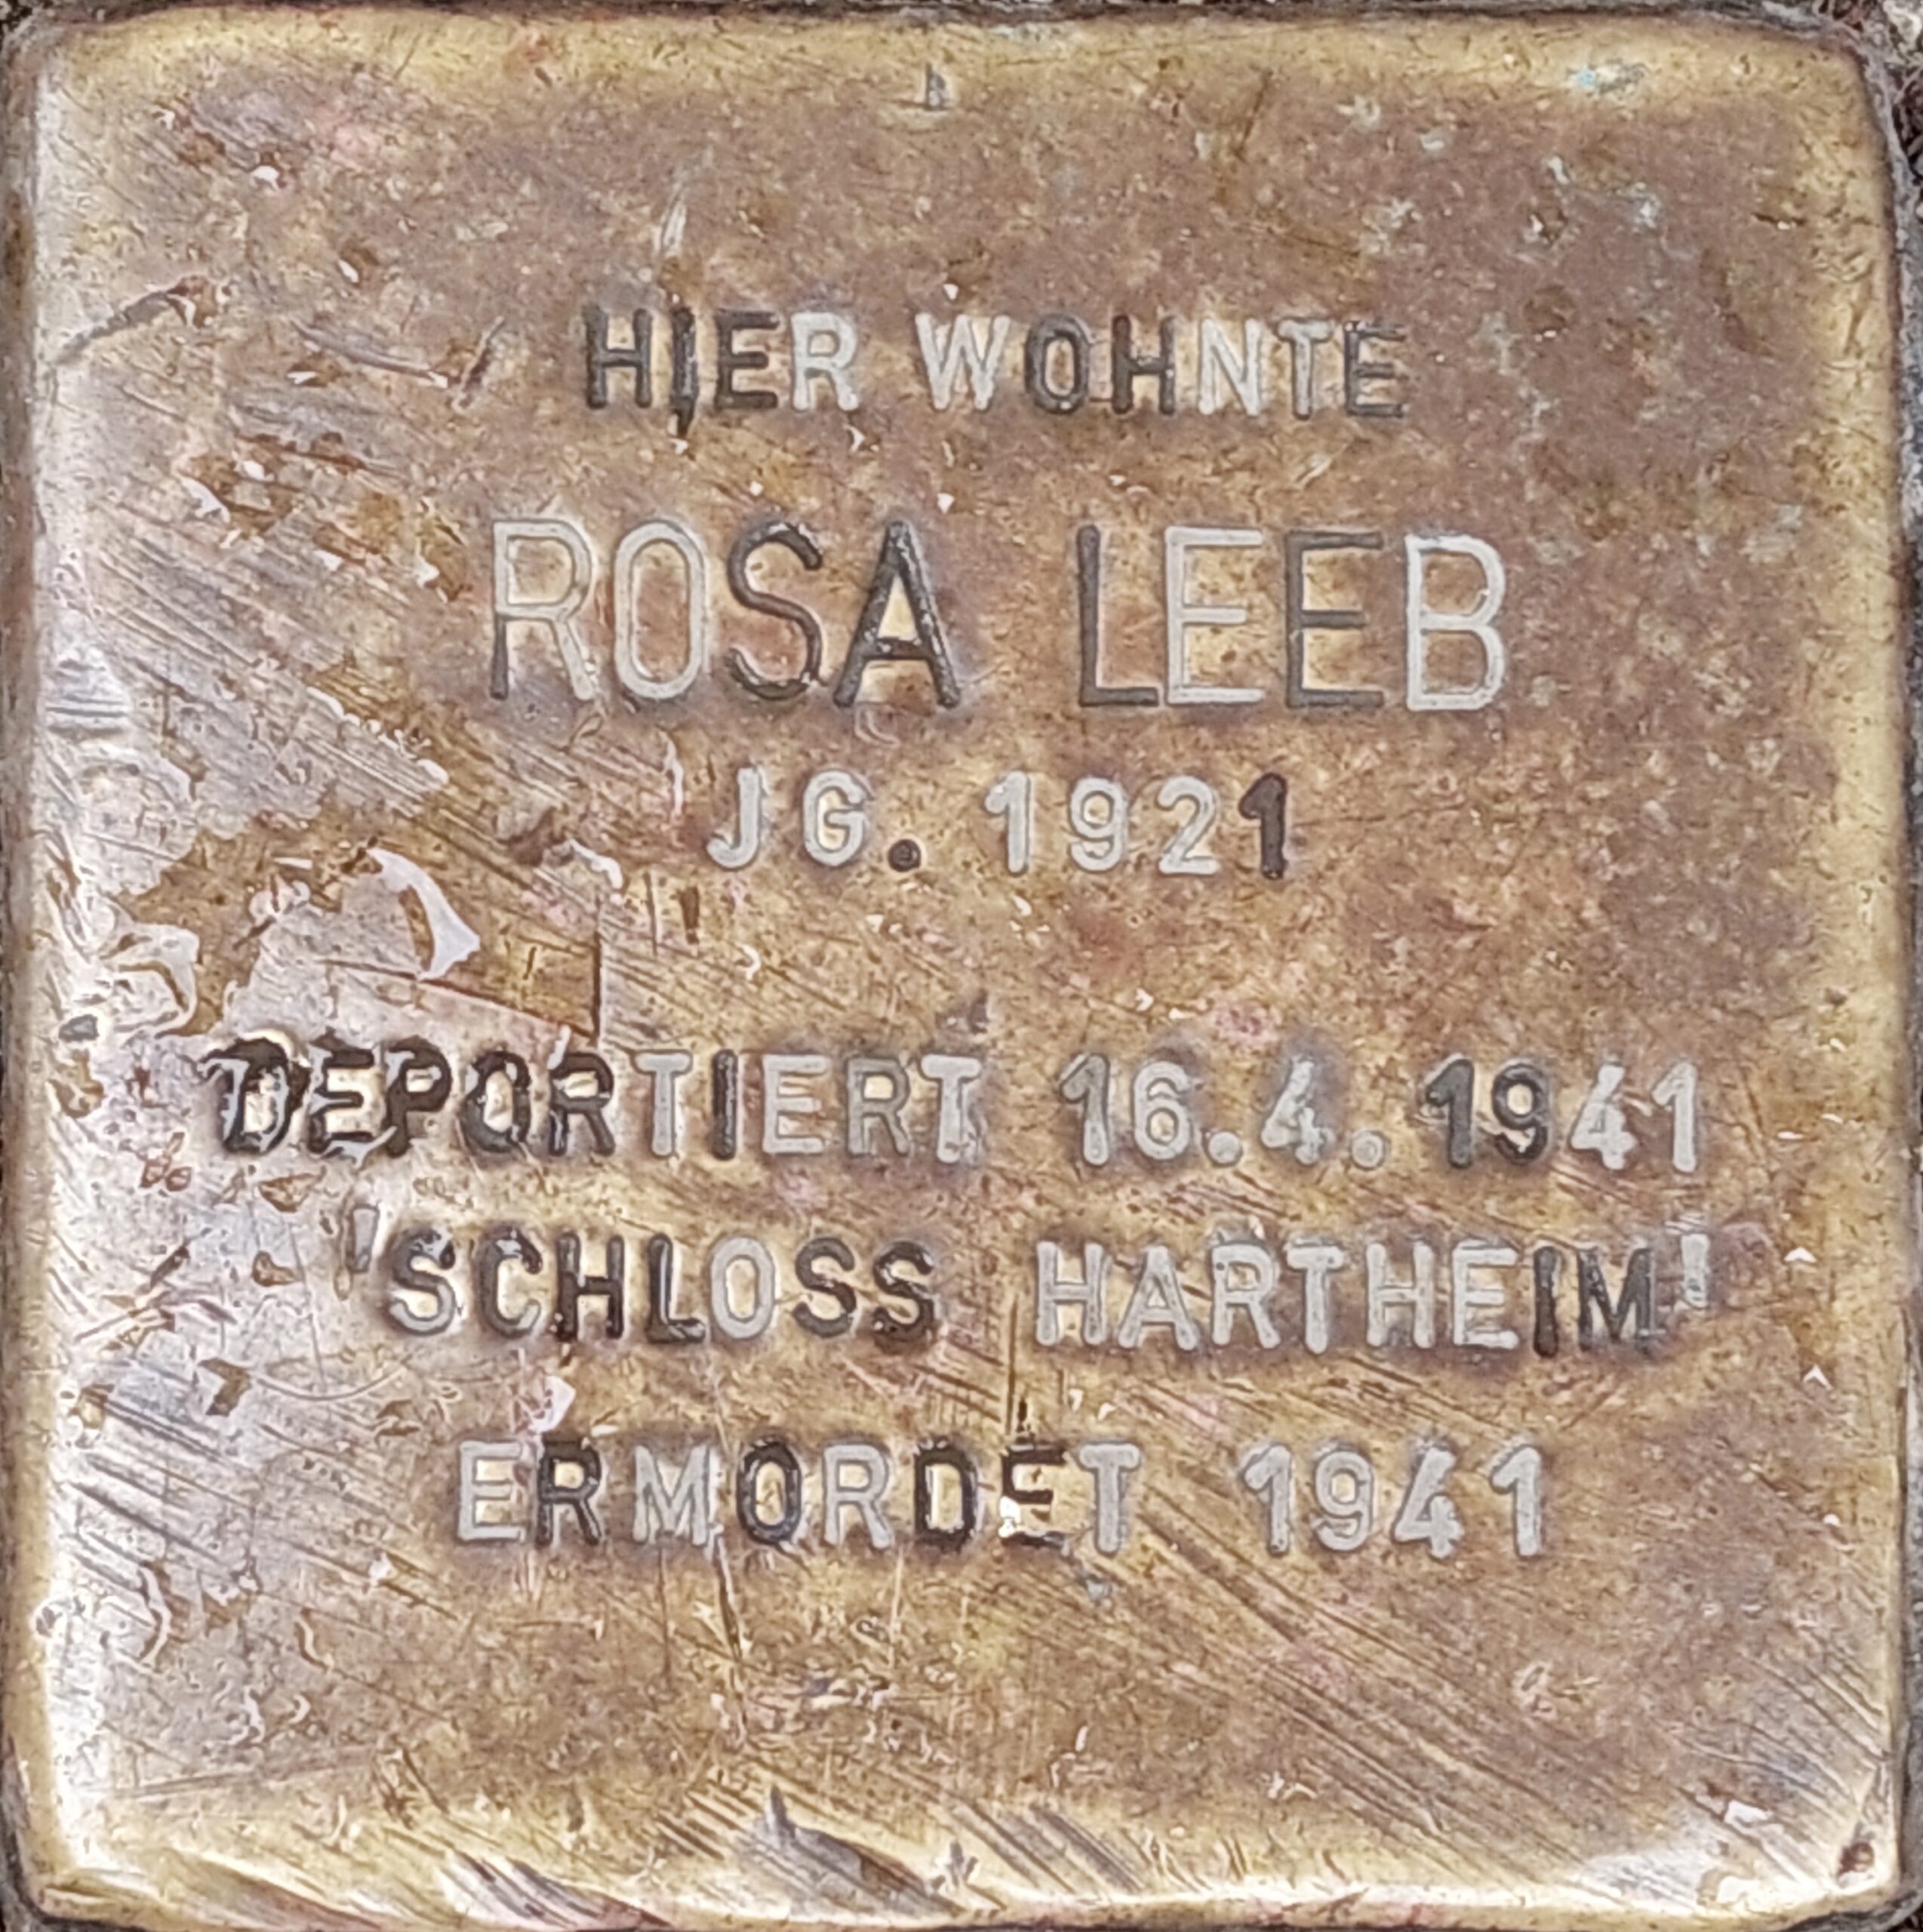 HIER WOHNTE
ROSA LEEB
JG. 1921
DEPORTIERT 16.4.1941
'SCHLOSS HARTHEIM'
ERMORDET 1941